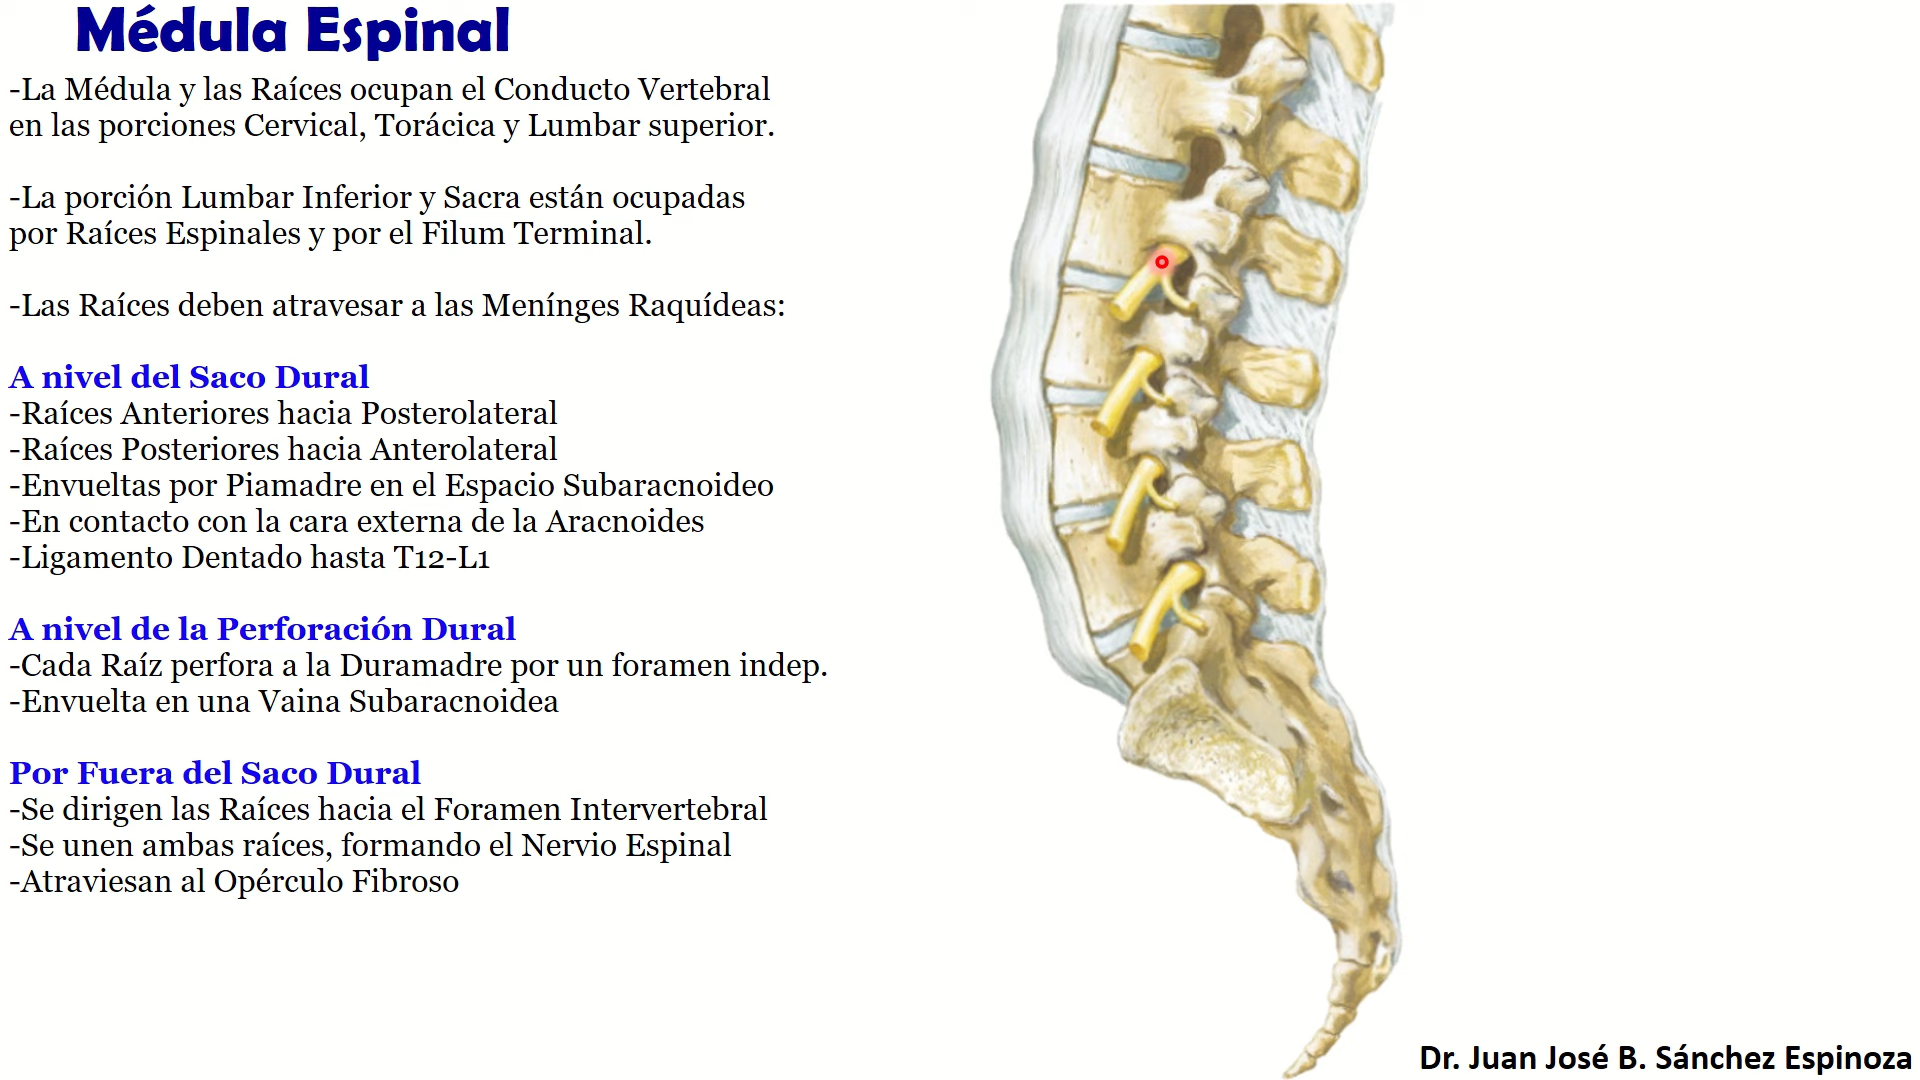 Médula Espinal
-La Médula y las Raíces ocupan el Conducto Vertebral
en las porciones Cervical, Torácica y Lumbar superior.
-La porción Lumbar Inferior y Sacra están ocupadas
por Raíces Espinales y por el Filum Terminal.
-Las Raíces deben atravesar a las Menínges Raquídeas:
A nivel del Saco Dural
-Raíces Anteriores hacia Posterolateral
-Raíces Posteriores hacia Anterolateral
-Envueltas por Piamadre en el Espacio Subaracnoideo
-En contacto con la cara externa de la Aracnoides
-Ligamento Dentado hasta T12-L1
A nivel de la Perforación Dural
-Cada Raíz perfora a la Duramadre por un foramen indep.
-Envuelta en una Vaina Subaracnoidea
Por Fuera del Saco Dural
-Se dirigen las Raíces hacia el Foramen Intervertebral
-Se unen ambas raíces, formando el Nervio Espinal
-Atraviesan al Opérculo Fibroso
Dr. Juan José B. Sánchez Espinoza